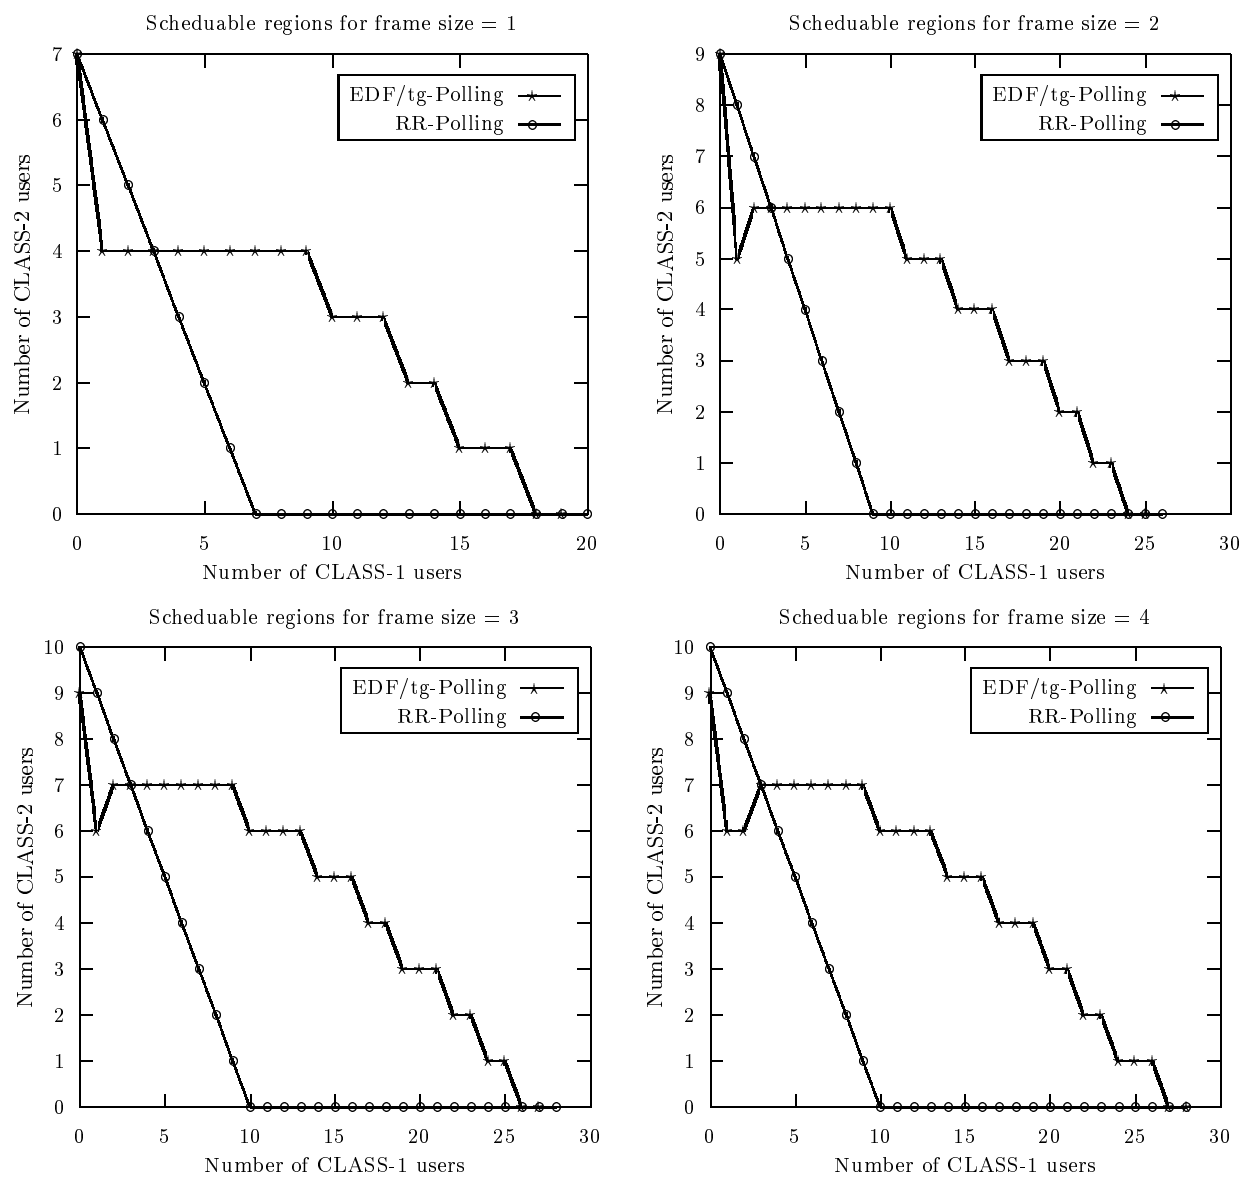 Scheduable regions for frame size = 1
7
6
5
4
3
2
1
0
Number of CLASS-2 users
EDF/tg-Polling
RR-Polling
0 5 10 15 20
Number of CLASS-1 users
Scheduable regions for frame size = 2
9
8
7
6
5
4
3
2
1
0
Number of CLASS-2 users
EDF/tg-Polling
RR-Polling
0 5 10 15 20 25 30
Number of CLASS-1 users
Scheduable regions for frame size = 3
10
9
8
7
6
5
4
3
2
1
0
Number of CLASS-2 users
EDF/tg-Polling
RR-Polling
0 5 10 15 20 25 30
Number of CLASS-1 users
Scheduable regions for frame size = 4
10
9
8
7
6
5
4
3
2
1
0
Number of CLASS-2 users
EDF/tg-Polling
RR-Polling
0 5 10 15 20 25 30
Number of CLASS-1 users